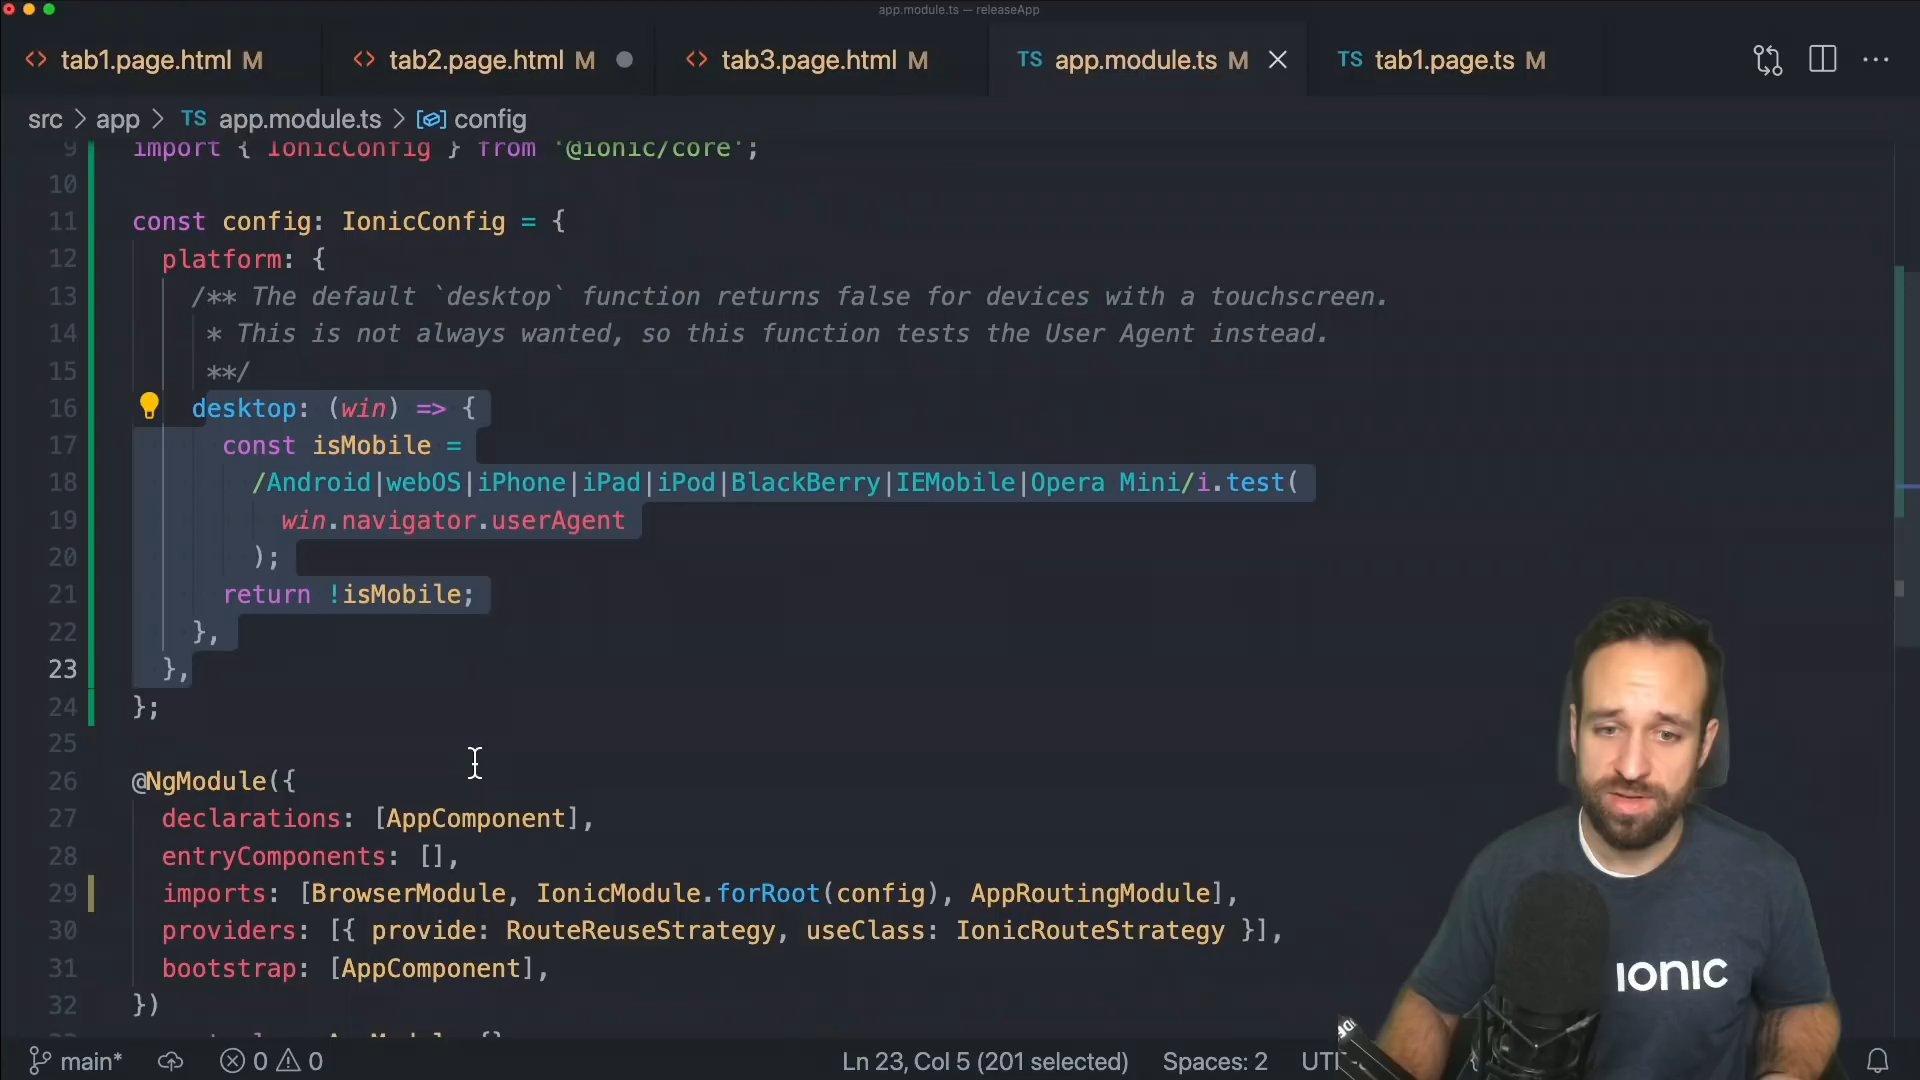 app.module.ts — releaseApp
<> tab1.page.html M
<> tab2.page.html M
<> tab3.page.html M
TS app.module.ts M
TS tab1.page.ts M
src > app > TS app.module.ts > config
9 import { IonicConfig } from '@ionic/core';
10
11 const config: IonicConfig = {
12 platform: {
13 /** The default `desktop` function returns false for devices with a touchscreen.
14 * This is not always wanted, so this function tests the User Agent instead.
15 **/
16 desktop: (win) => {
17 const isMobile =
18 /Android|webOS|iPhone|iPad|iPod|BlackBerry|IEMobile|Opera Mini/i.test(
19 win.navigator.userAgent
20 );
21 return !isMobile;
22 },
23 },
24 };
25
26 @NgModule({
27 declarations: [AppComponent],
28 entryComponents: [],
29 imports: [BrowserModule, IonicModule.forRoot(config), AppRoutingModule],
30 providers: [{ provide: RouteReuseStrategy, useClass: IonicRouteStrategy }],
31 bootstrap: [AppComponent],
32 })
IONIC
main* 0 0 Ln 23, Col 5 (201 selected) Spaces: 2